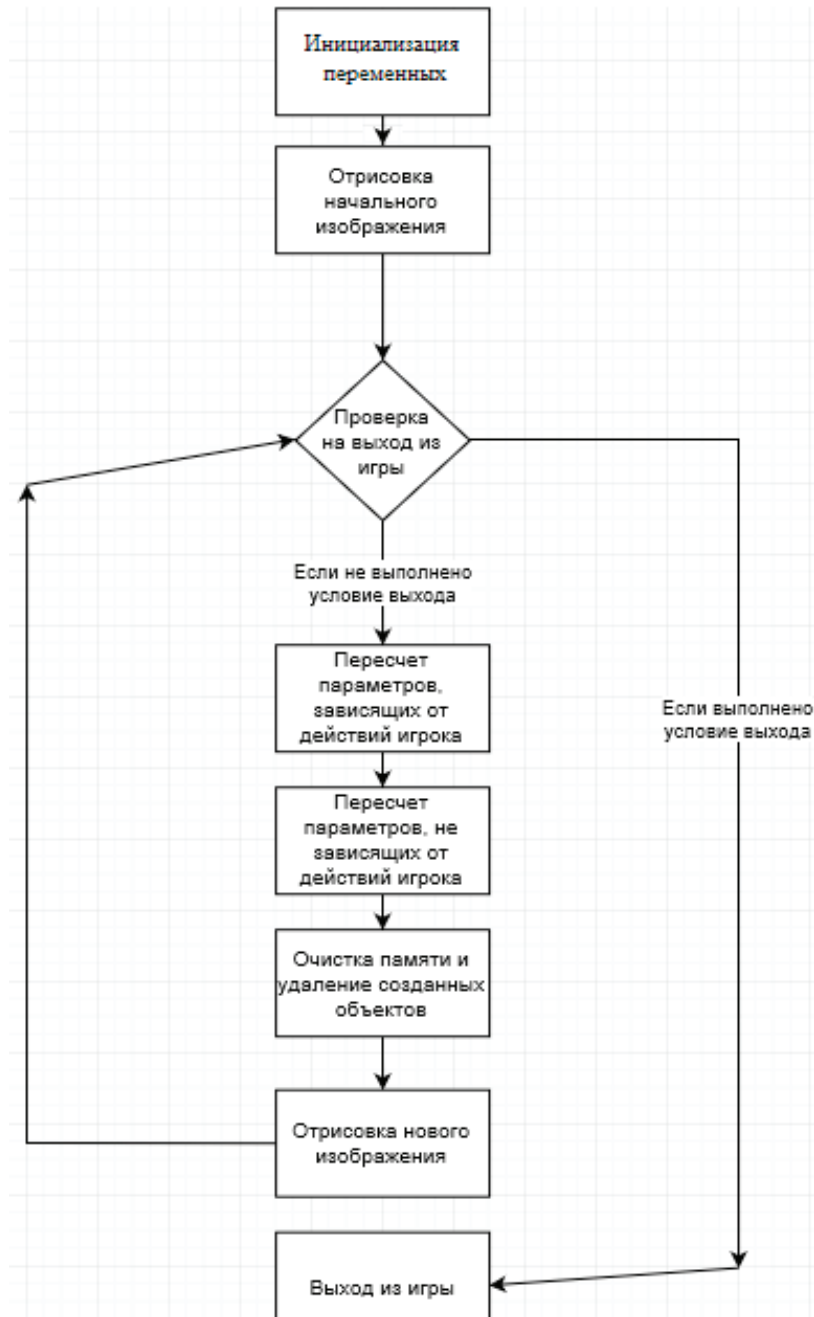 Инициализация
переменных
Отрисовка
начального
изображения
Проверка
на выход из
игры
Если не выполнено
условие выхода
Пересчет
параметров,
зависящих от
действий игрока
Если выполнено
условие выхода
Пересчет
параметров, не
зависящих от
действий игрока
Очистка памяти и
удаление созданных
объектов
Отрисовка нового
изображения
Выход из игры